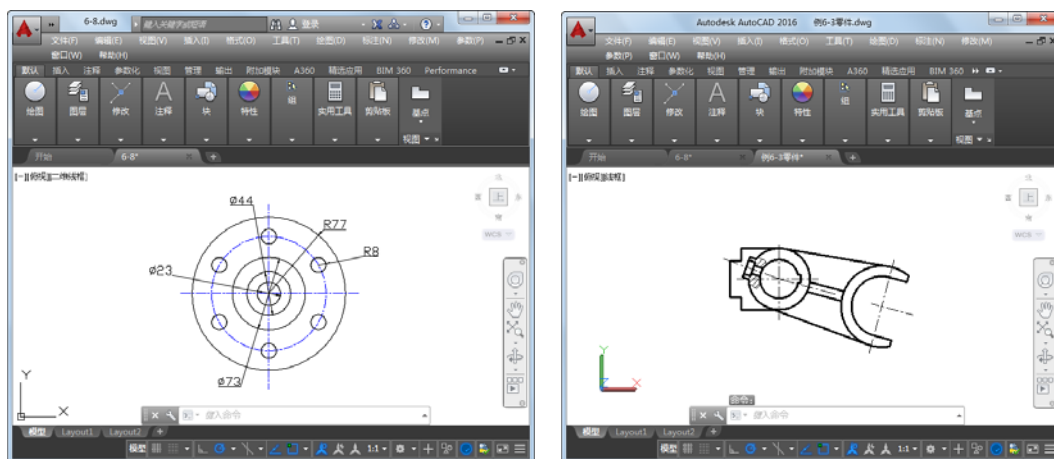 6-8.dwg 键入关键字或短语 登录
文件(F) 编辑(E) 视图(V) 插入(I) 格式(O) 工具(T) 绘图(D) 标注(N) 修改(M) 参数(P)
窗口(W) 帮助(H)
默认 插入 注释 参数化 视图 管理 输出 附加模块 A360 精选应用 BIM 360 Performance
绘图 图层 修改 注释 块 特性 组 实用工具 剪贴板 基点
视图
开始 6-8*
[-][俯视][二维线框]
上
WCS
Ø44
R77
R8
Ø23
Ø73
Y
X
键入命令
模型 Layout1 Layout2 +
模型 1:1
Autodesk AutoCAD 2016 例6-3零件.dwg
文件(F) 编辑(E) 视图(V) 插入(I) 格式(O) 工具(T) 绘图(D) 标注(N) 修改(M)
参数(P) 窗口(W) 帮助(H)
默认 插入 注释 参数化 视图 管理 输出 附加模块 A360 精选应用 BIM 360
绘图 图层 修改 注释 块 特性 组 实用工具 剪贴板 基点
视图
开始 6-8* 例6-3零件*
[-][俯视][线框]
上
WCS
Y
X
命令:
键入命令
模型 Layout1 Layout2 +
模型 1:1